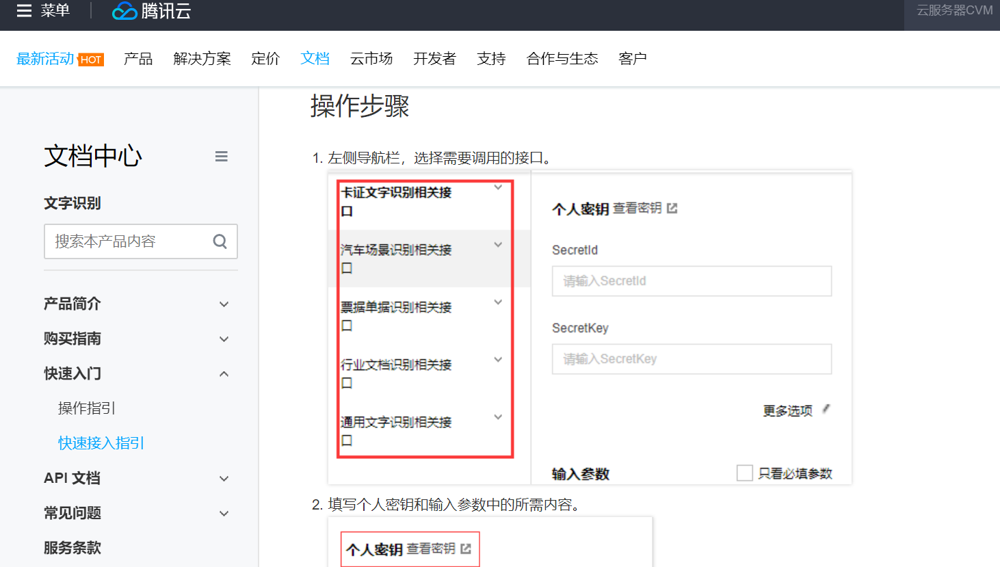 菜单
腾讯云
云服务器CVM
最新活动 HOT 产品 解决方案 定价 文档 云市场 开发者 支持 合作与生态 客户
文档中心
文字识别
搜索本产品内容
产品简介
购买指南
快速入门
操作指引
快速接入指引
API 文档
常见问题
服务条款
操作步骤
1. 左侧导航栏，选择需要调用的接口。
卡证文字识别相关接
口
汽车场景识别相关接
口
票据单据识别相关接
口
行业文档识别相关接
口
通用文字识别相关接
口
个人密钥 查看密钥
SecretId
请输入SecretId
SecretKey
请输入SecretKey
更多选项
输入参数
只看必填参数
2. 填写个人密钥和输入参数中的所需内容。
个人密钥 查看密钥